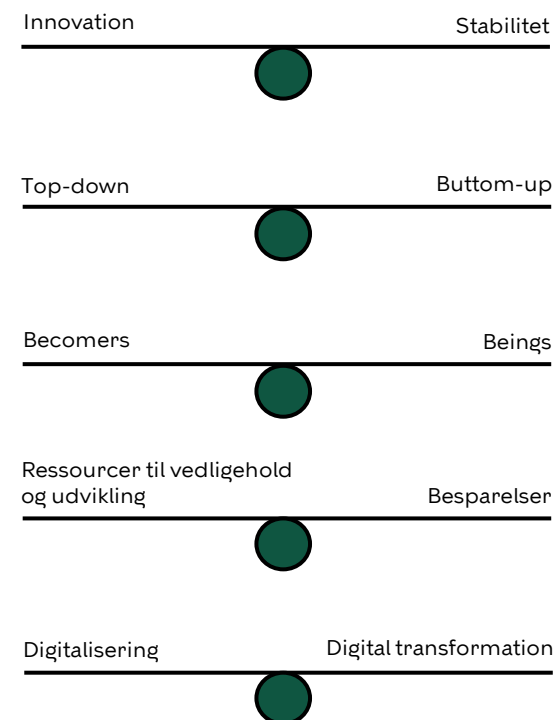 Innovation
Stabilitet
Top-down
Buttom-up
Becomers
Beings
Ressourcer til vedligehold
og udvikling
Besparelser
Digitalisering
Digital transformation